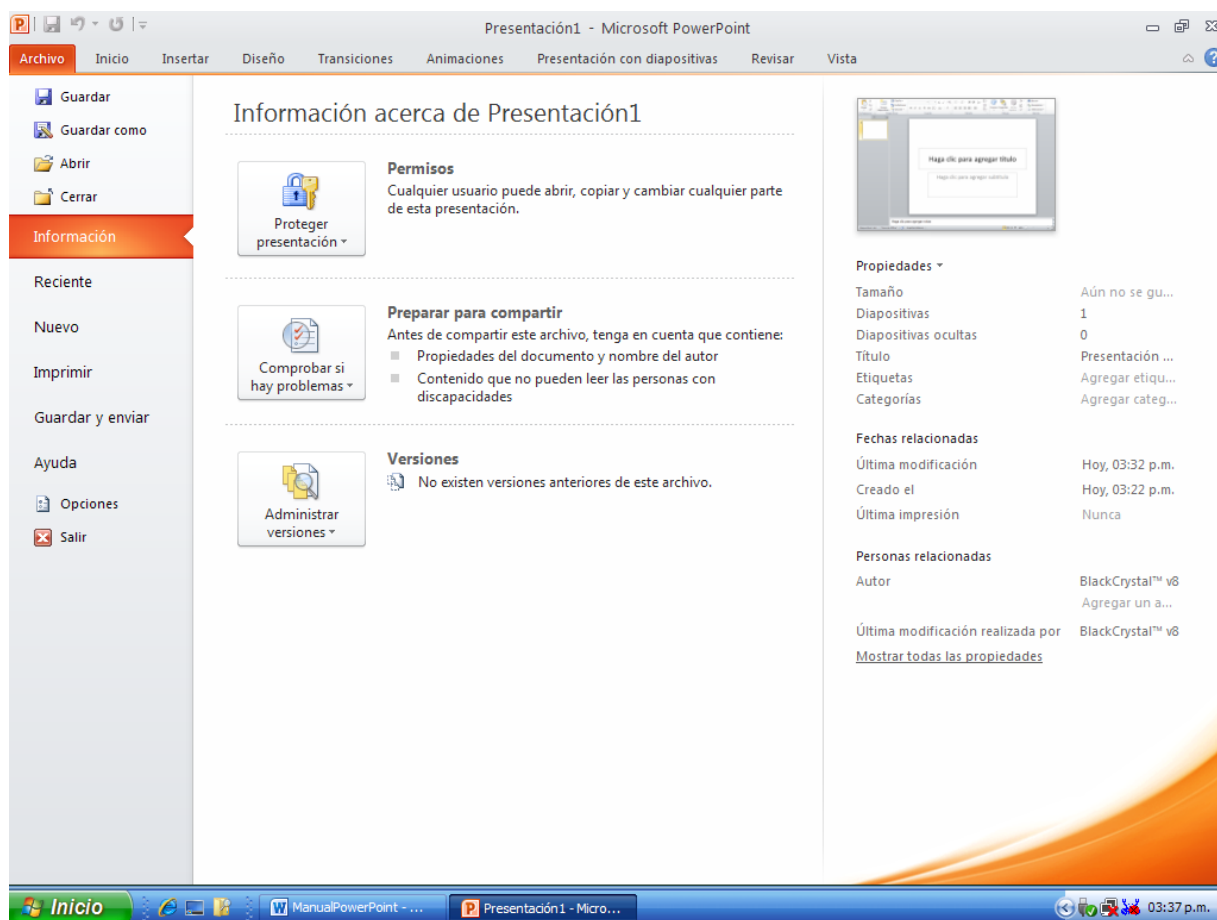 Presentación1 - Microsoft PowerPoint
Archivo Inicio Insertar Diseño Transiciones Animaciones Presentación con diapositivas Revisar Vista
Guardar
Guardar como
Abrir
Cerrar
Información
Reciente
Nuevo
Imprimir
Guardar y enviar
Ayuda
Opciones
Salir
Información acerca de Presentación1
Proteger
presentación
Permisos
Cualquier usuario puede abrir, copiar y cambiar cualquier parte
de esta presentación.
Comprobar si
hay problemas
Preparar para compartir
Antes de compartir este archivo, tenga en cuenta que contiene:
Propiedades del documento y nombre del autor
Contenido que no pueden leer las personas con
discapacidades
Administrar
versiones
Versiones
No existen versiones anteriores de este archivo.
Haga clic para agregar título
Haga clic para agregar subtítulo
Propiedades
Tamaño Aún no se gu...
Diapositivas 1
Diapositivas ocultas 0
Título Presentación ...
Etiquetas Agregar etiqu...
Categorías Agregar categ...
Fechas relacionadas
Última modificación Hoy, 03:32 p.m.
Creado el Hoy, 03:22 p.m.
Última impresión Nunca
Personas relacionadas
Autor BlackCrystal™ v8
Agregar un a...
Última modificación realizada por BlackCrystal™ v8
Mostrar todas las propiedades
Inicio ManualPowerPoint - ... Presentación1 - Micro... 03:37 p.m.